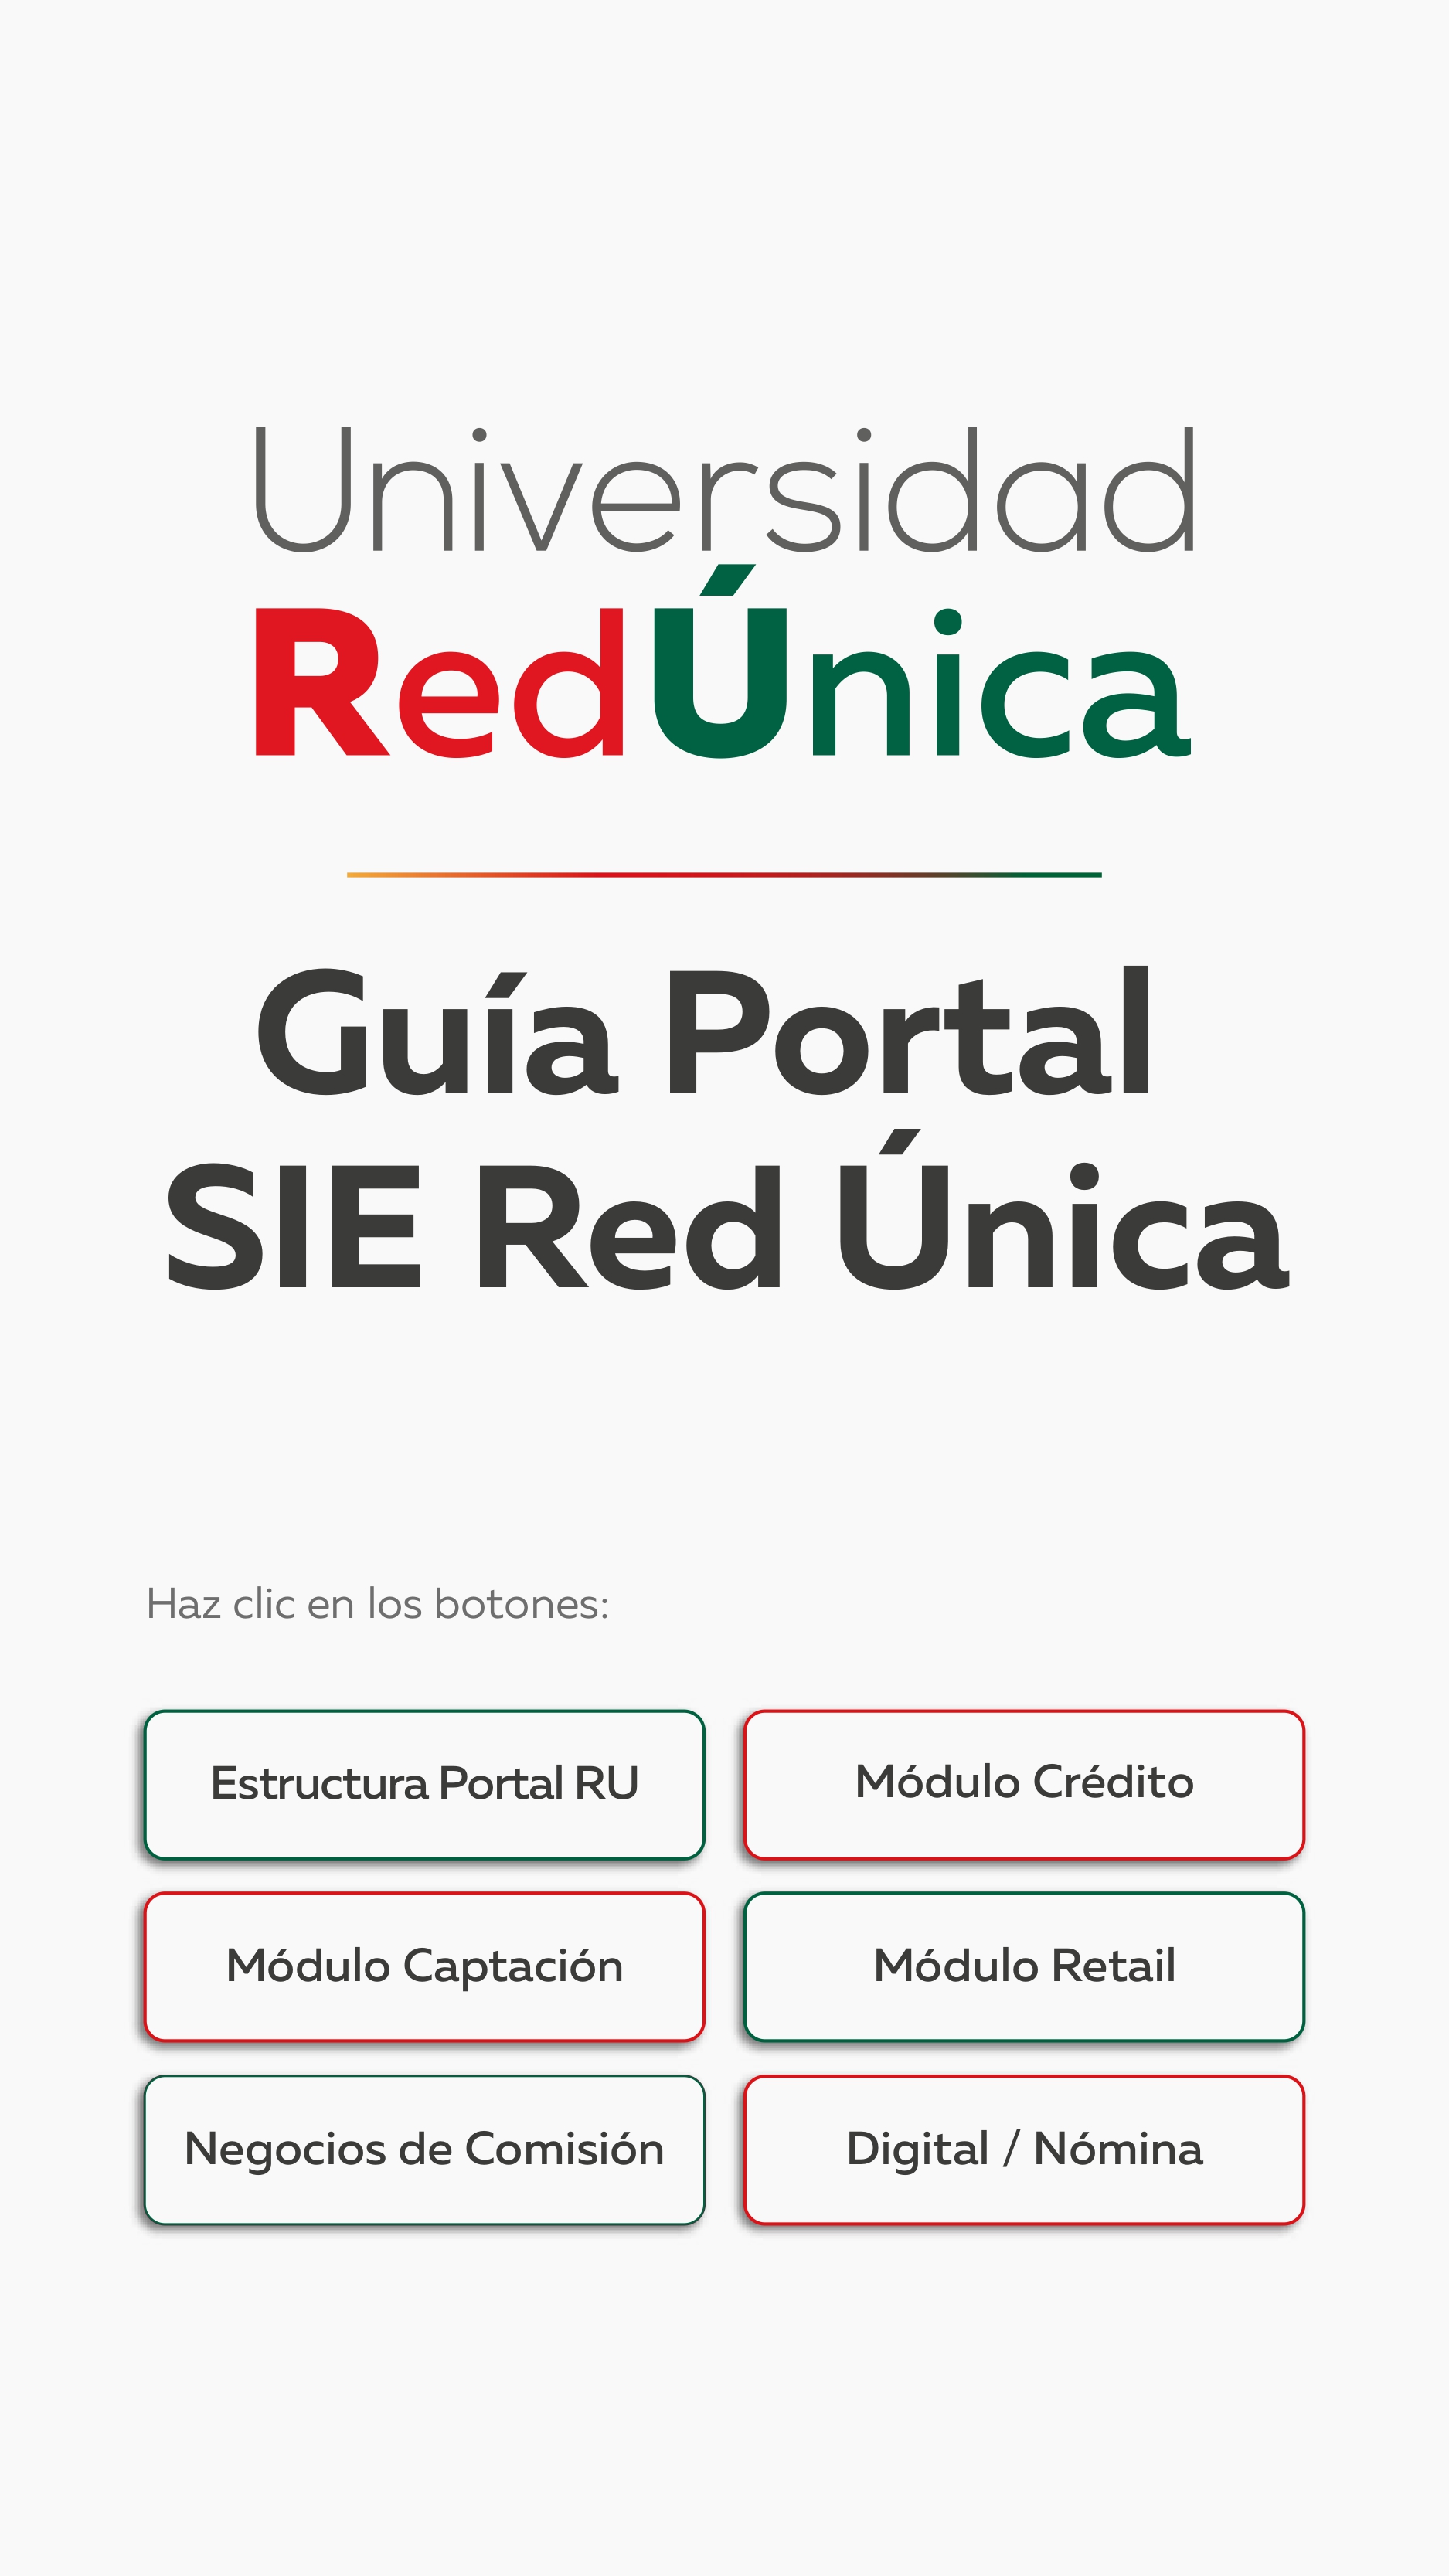 Universidad
RedÚnica
Guía Portal
SIE Red Única
Haz clic en los botones:
Estructura Portal RU
Módulo Crédito
Módulo Captación
Módulo Retail
Negocios de Comisión
Digital / Nómina